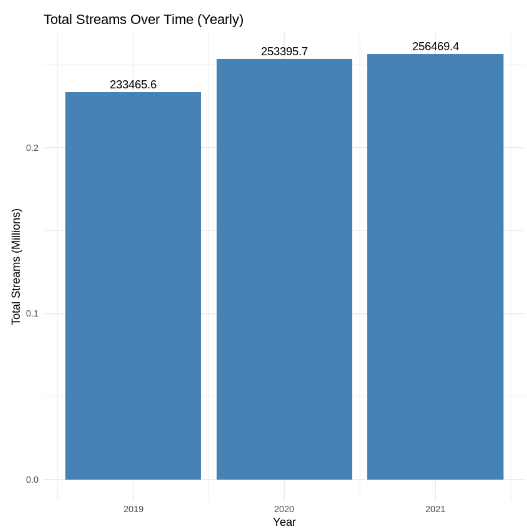 Total Streams Over Time (Yearly)
256469.4
253395.7
233465.6
0.2
0.1
0.0
Total Streams (Millions)
2019 2020 2021
Year